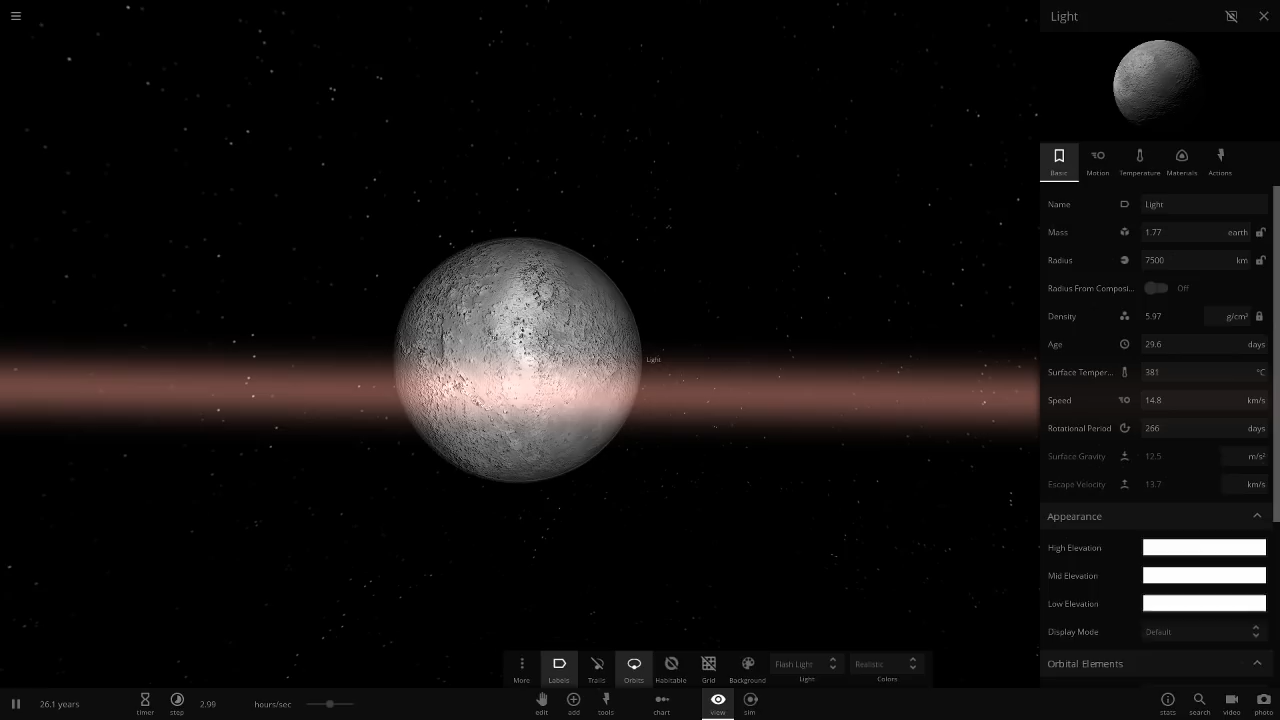 Light
Basic Motion Temperature Materials Actions
Name Light
Mass 1.77 earth
Radius 7500 km
Radius From Composi... Off
Density 5.97 g/cm³
Age 29.6 days
Surface Temper... 381 °C
Speed 14.8 km/s
Rotational Period 266 days
Surface Gravity 12.5 m/s²
Escape Velocity 13.7 km/s
Appearance
High Elevation
Mid Elevation
Low Elevation
Display Mode Default
Orbital Elements
Light
Flash Light Realistic
More Labels Trails Orbits Habitable Grid Background Light Colors
26.1 years timer step 2.99 hours/sec edit add tools chart view sim stats search video photo